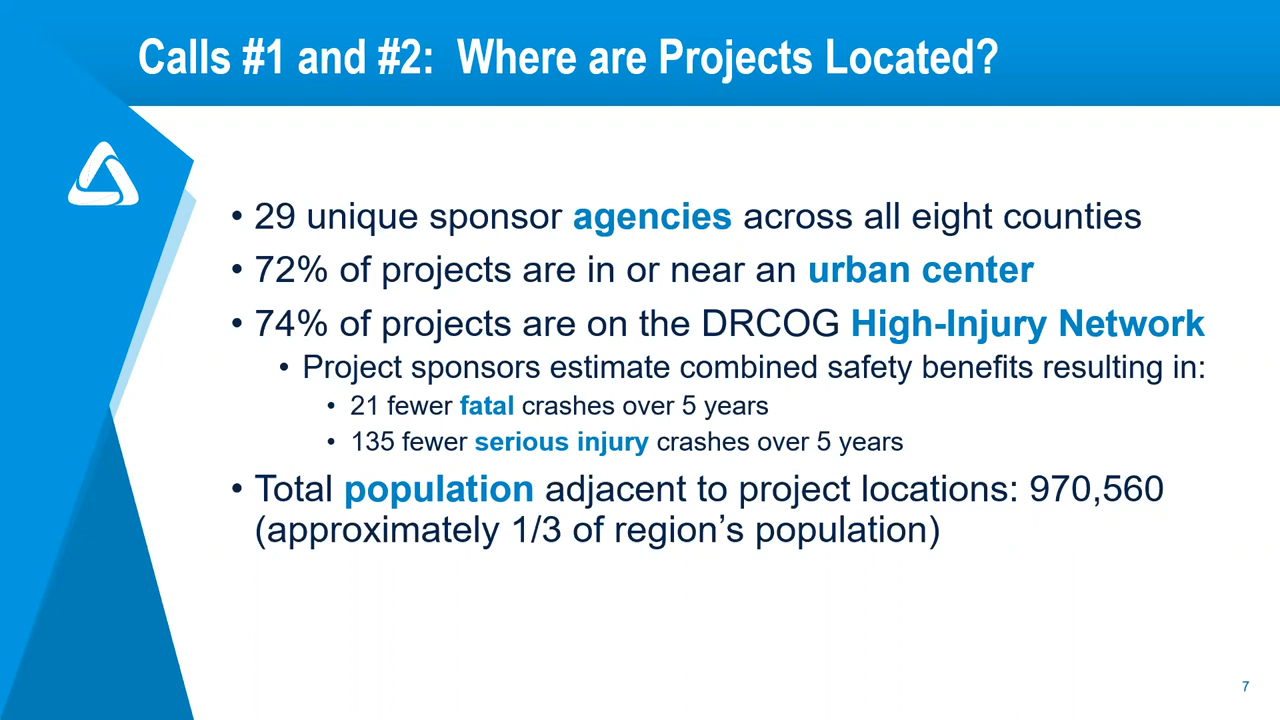 Calls #1 and #2:  Where are Projects Located?
• 29 unique sponsor agencies across all eight counties
• 72% of projects are in or near an urban center
• 74% of projects are on the DRCOG High-Injury Network
• Project sponsors estimate combined safety benefits resulting in:
• 21 fewer fatal crashes over 5 years
• 135 fewer serious injury crashes over 5 years
• Total population adjacent to project locations: 970,560
(approximately 1/3 of region’s population)
7